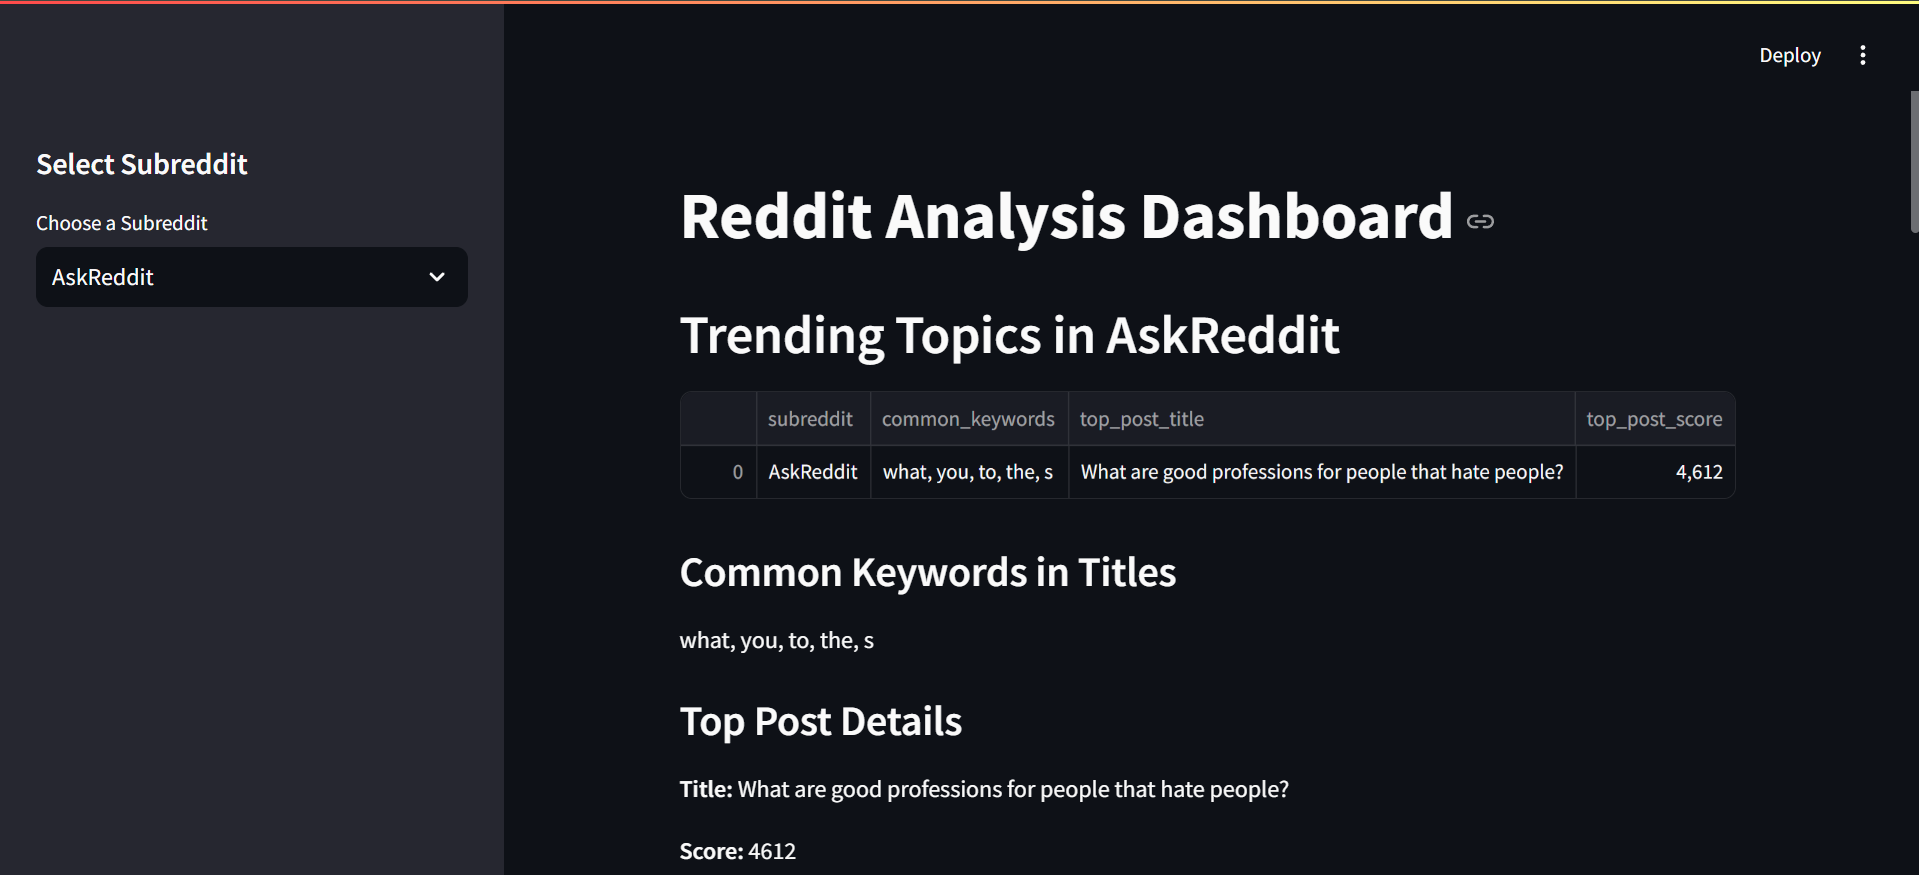 Deploy
Select Subreddit
Choose a Subreddit
AskReddit
Reddit Analysis Dashboard
Trending Topics in AskReddit
subreddit common_keywords top_post_title top_post_score
0 AskReddit what, you, to, the, s What are good professions for people that hate people? 4,612
Common Keywords in Titles
what, you, to, the, s
Top Post Details
Title: What are good professions for people that hate people?
Score: 4612